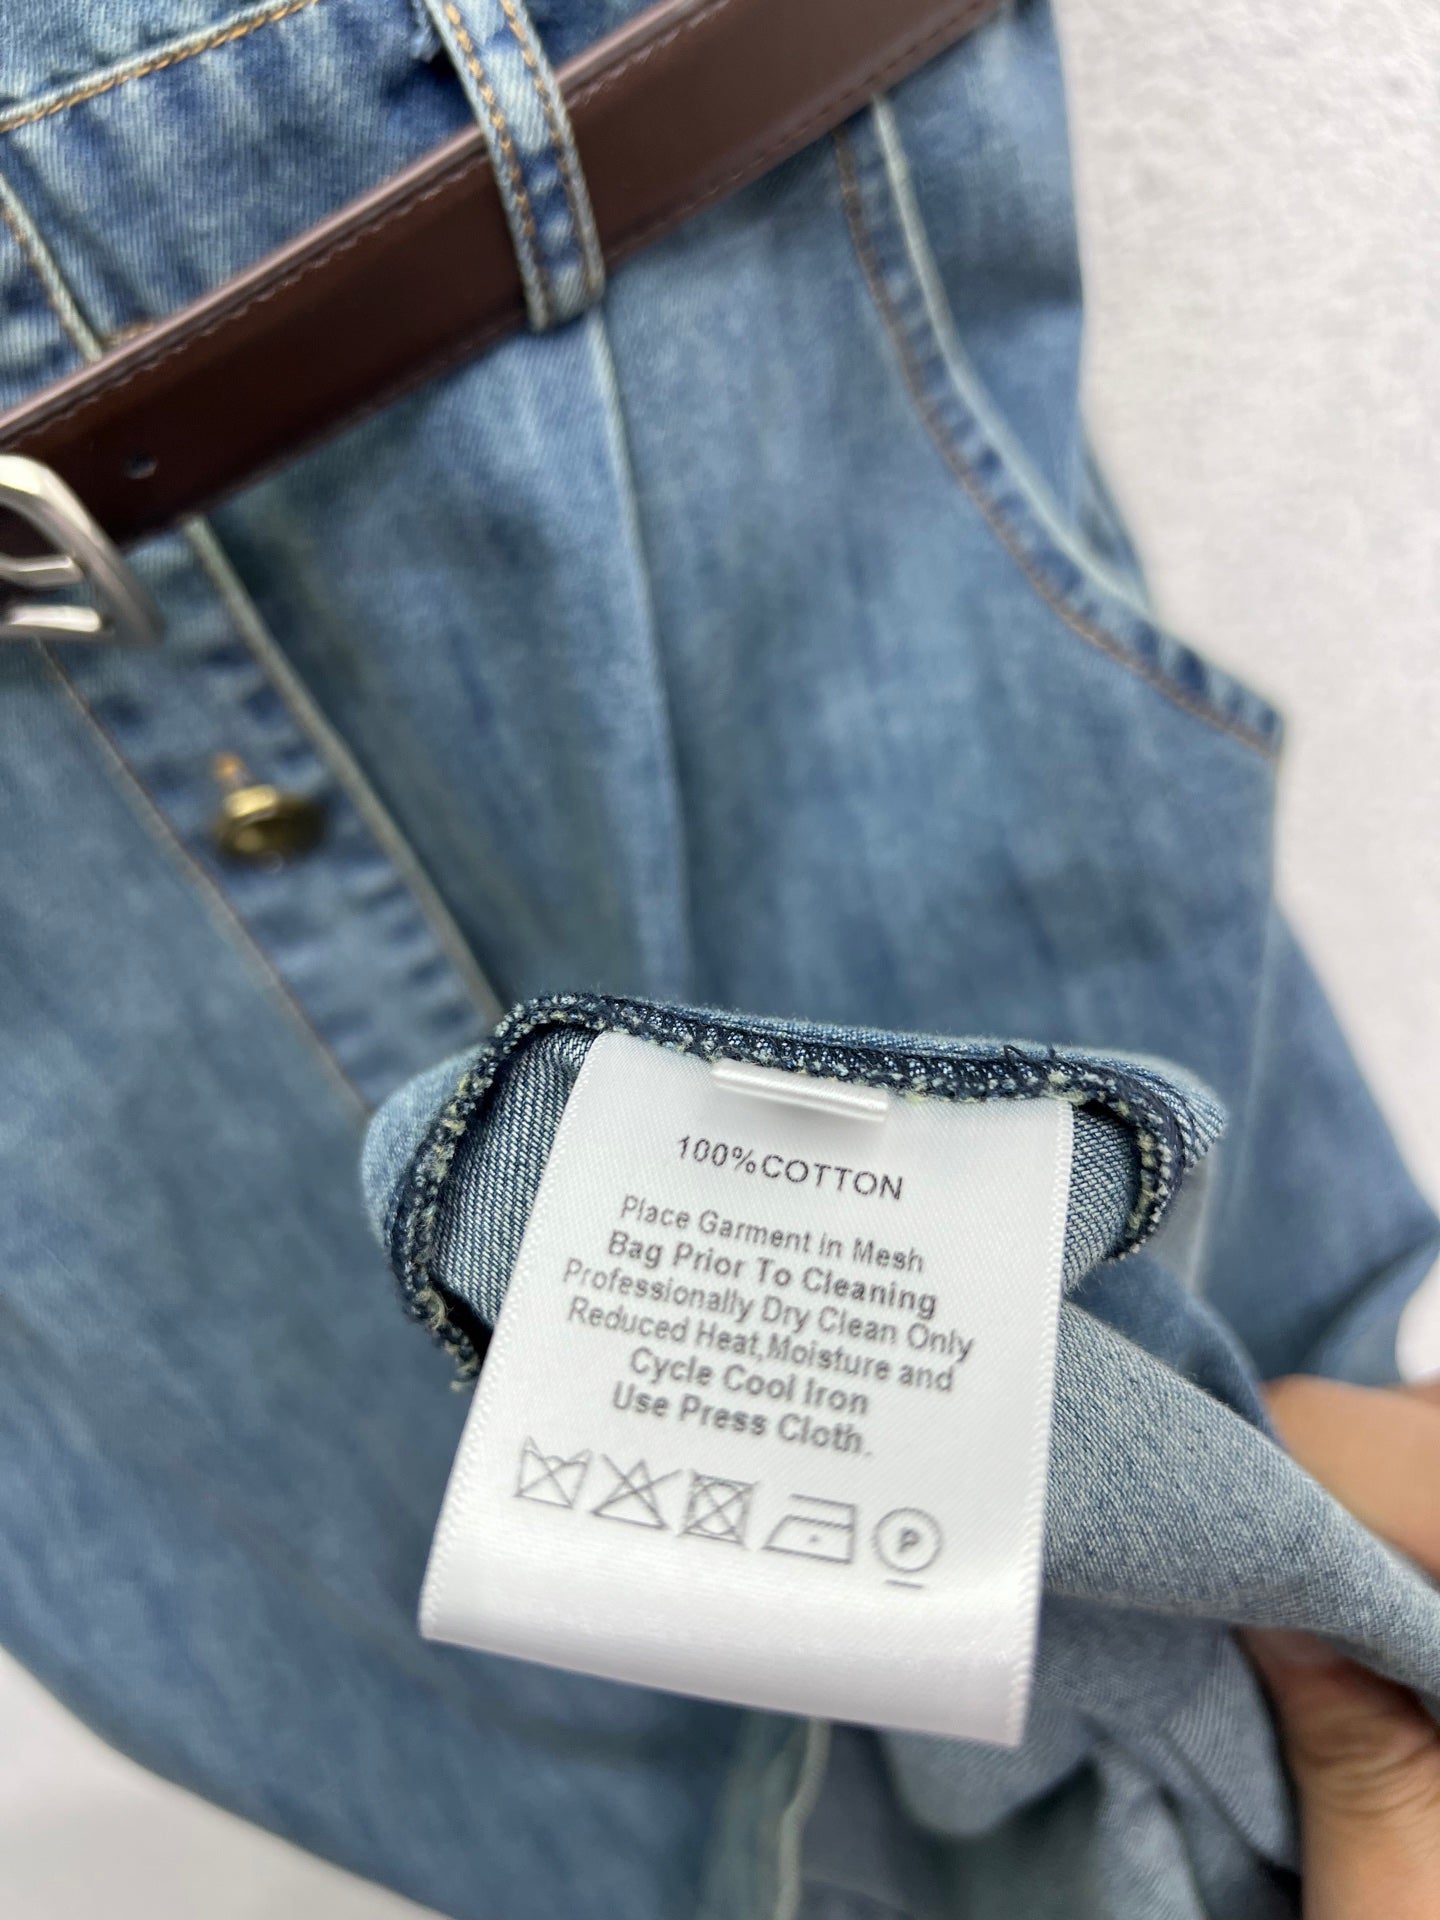 100%COTTON
Place Garment in Mesh
Bag Prior To Cleaning
Professionally Dry Clean Only
Reduced Heat,Moisture and
Cycle Cool Iron
Use Press Cloth.
P